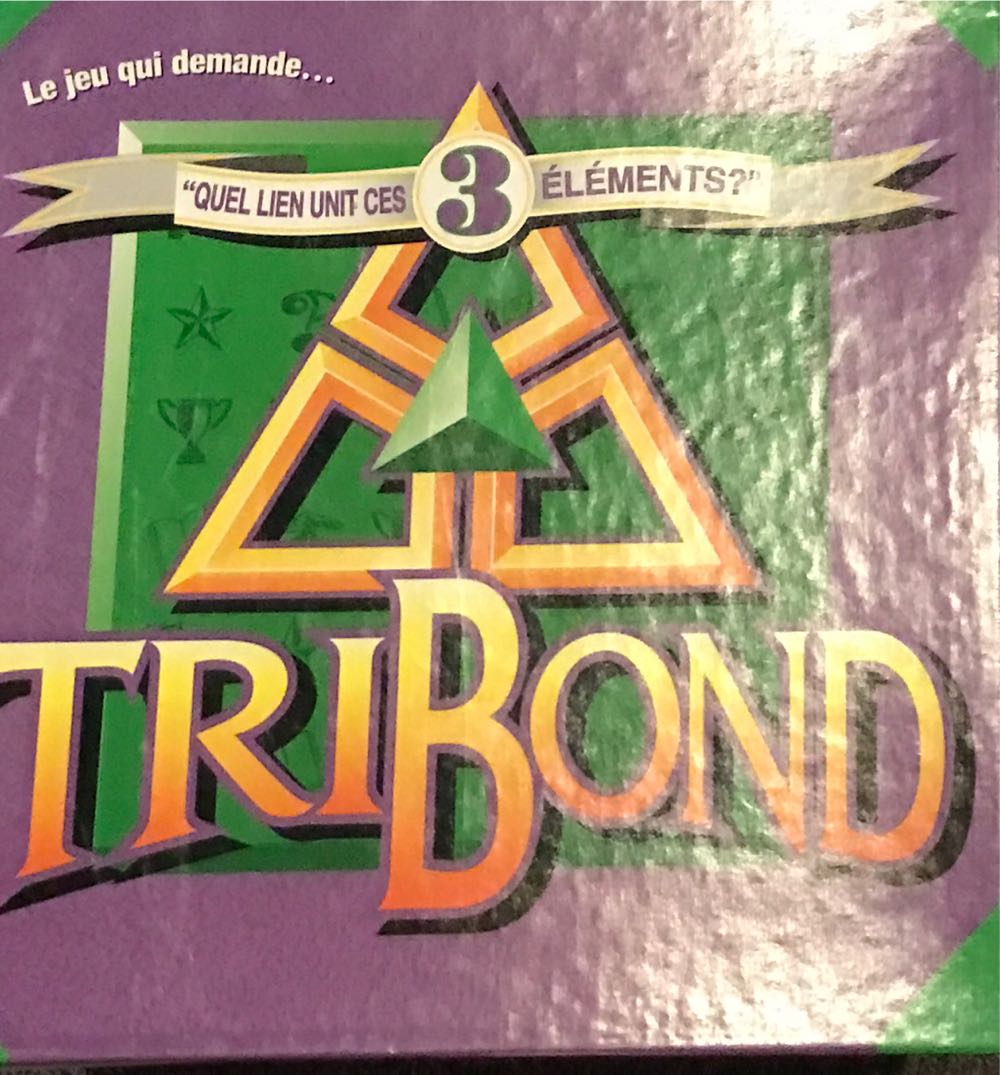 Le jeu qui demande...
"QUEL LIEN UNIT CES 3 ÉLÉMENTS?"
TRIBOND